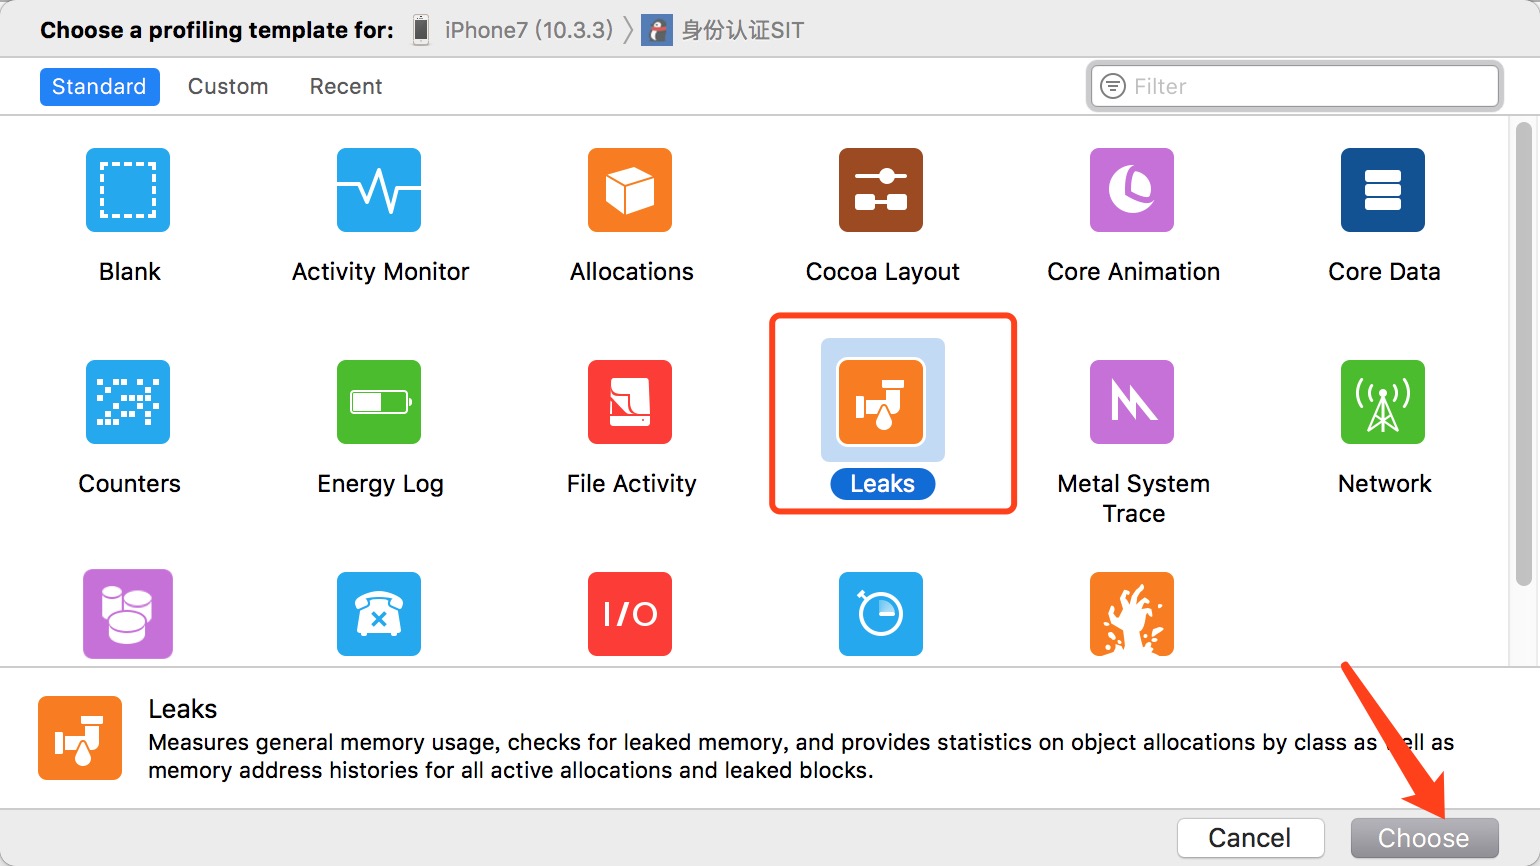 Choose a profiling template for: iPhone7 (10.3.3) 身份认证SIT
Standard Custom Recent Filter
Blank Activity Monitor Allocations Cocoa Layout Core Animation Core Data
Counters Energy Log File Activity Leaks Metal System Trace Network
I/O
Leaks
Measures general memory usage, checks for leaked memory, and provides statistics on object allocations by class as well as
memory address histories for all active allocations and leaked blocks.
Cancel Choose